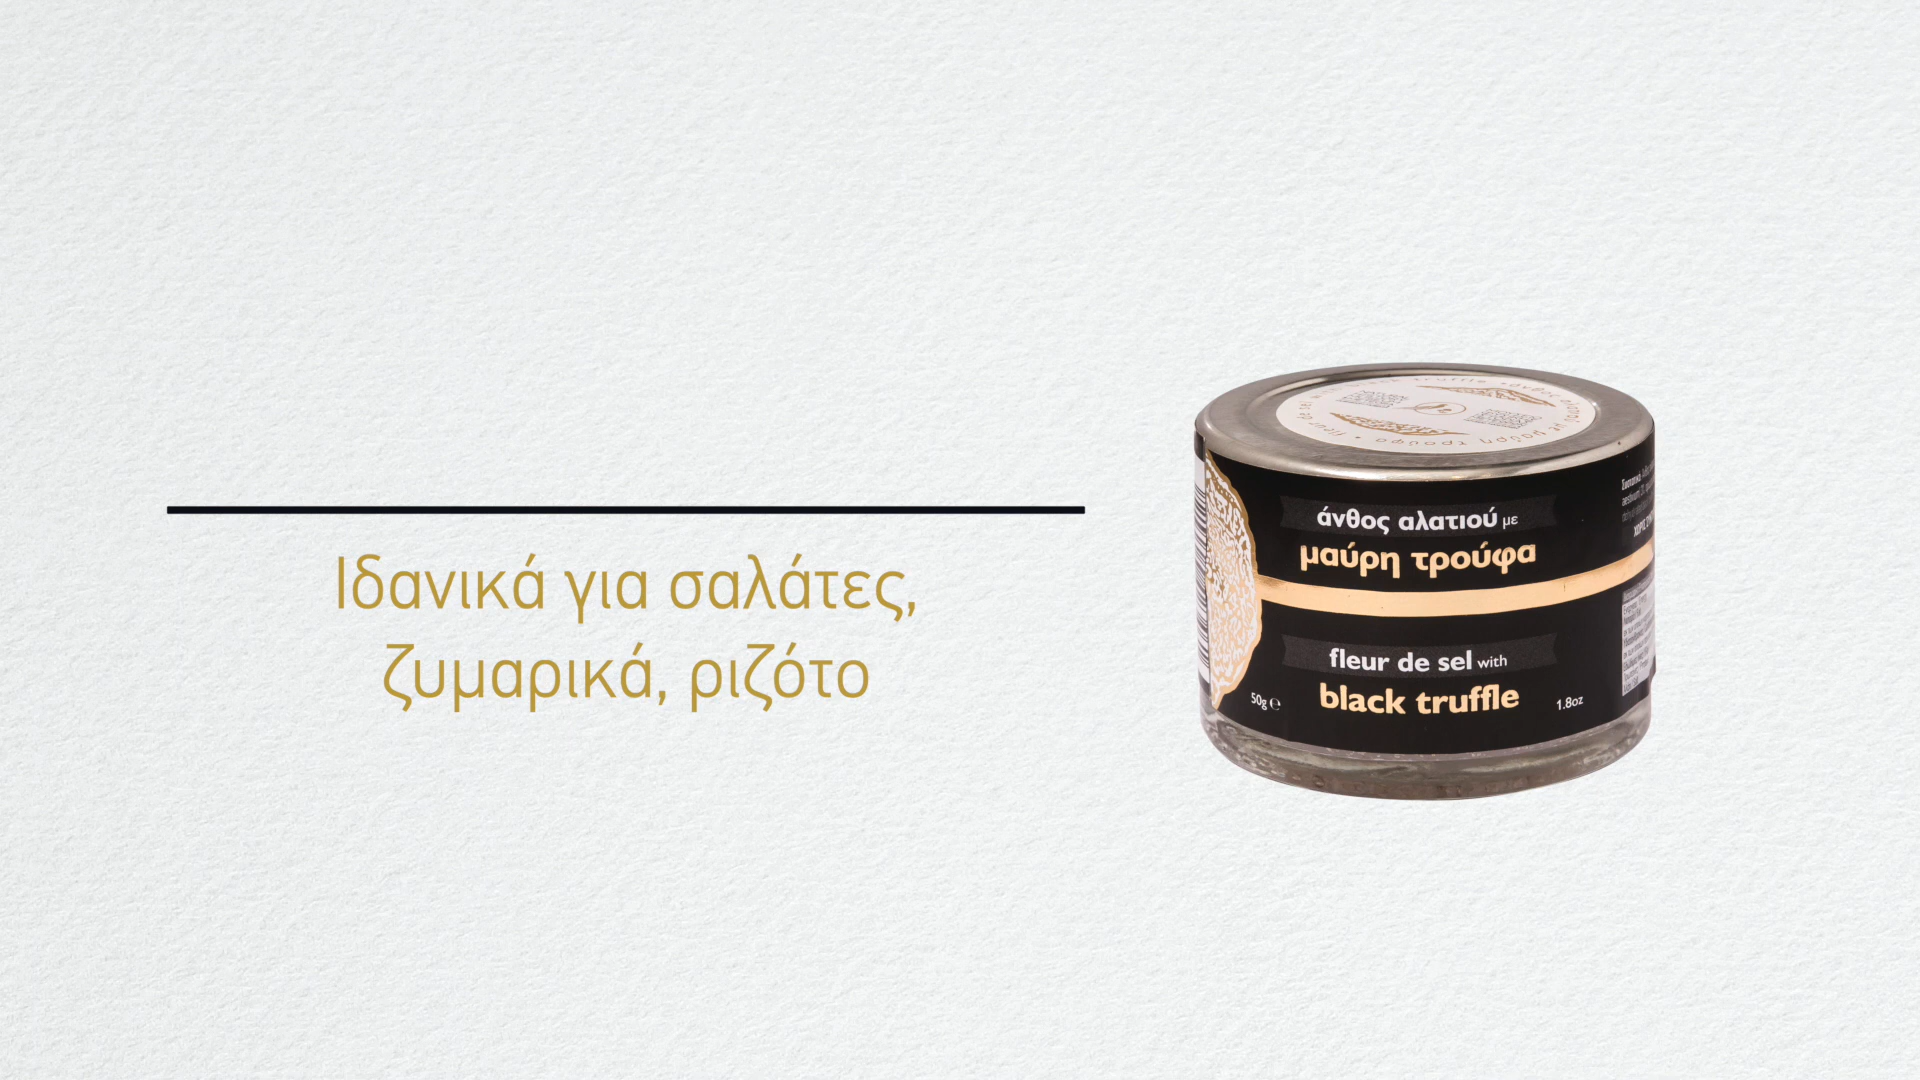 Ιδανικά για σαλάτες,
ζυμαρικά, ριζότο
άνθος αλατιού με
μαύρη τρούφα
fleur de sel with
black truffle
50g ℮
1.8oz